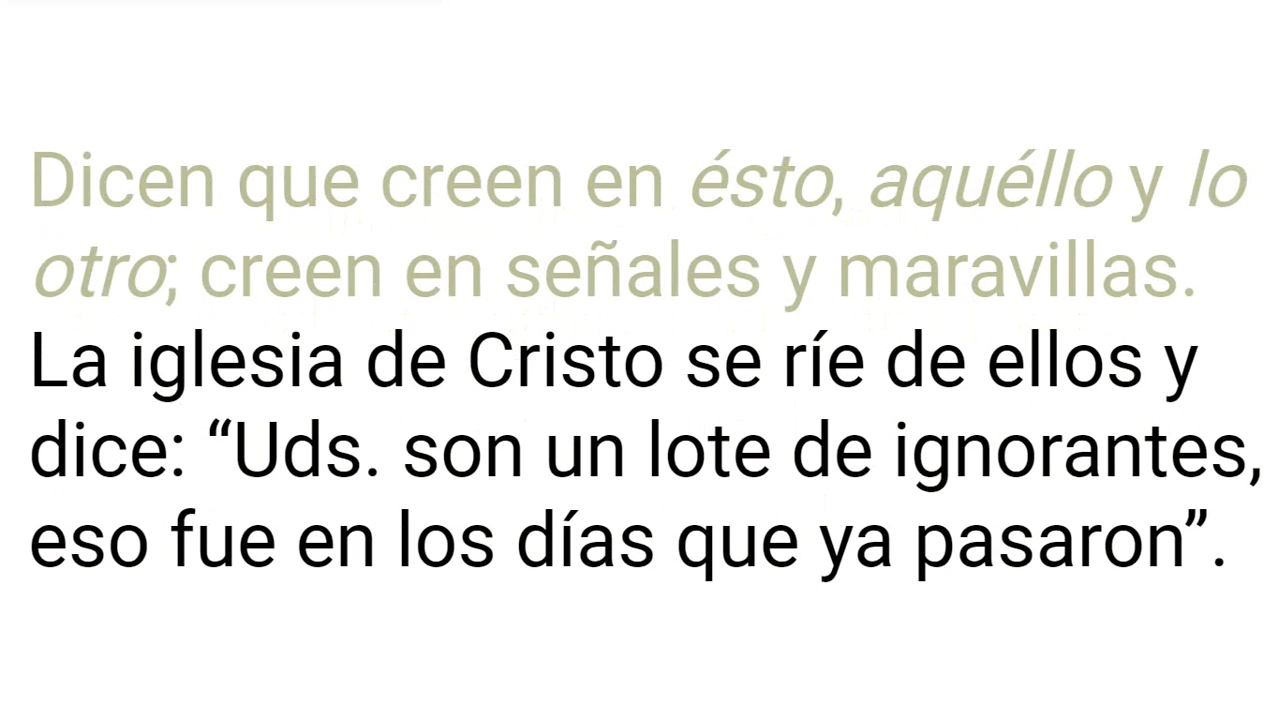 Dicen que creen en ésto, aquéllo y lo
otro; creen en señales y maravillas.
La iglesia de Cristo se ríe de ellos y
dice: “Uds. son un lote de ignorantes,
eso fue en los días que ya pasaron”.